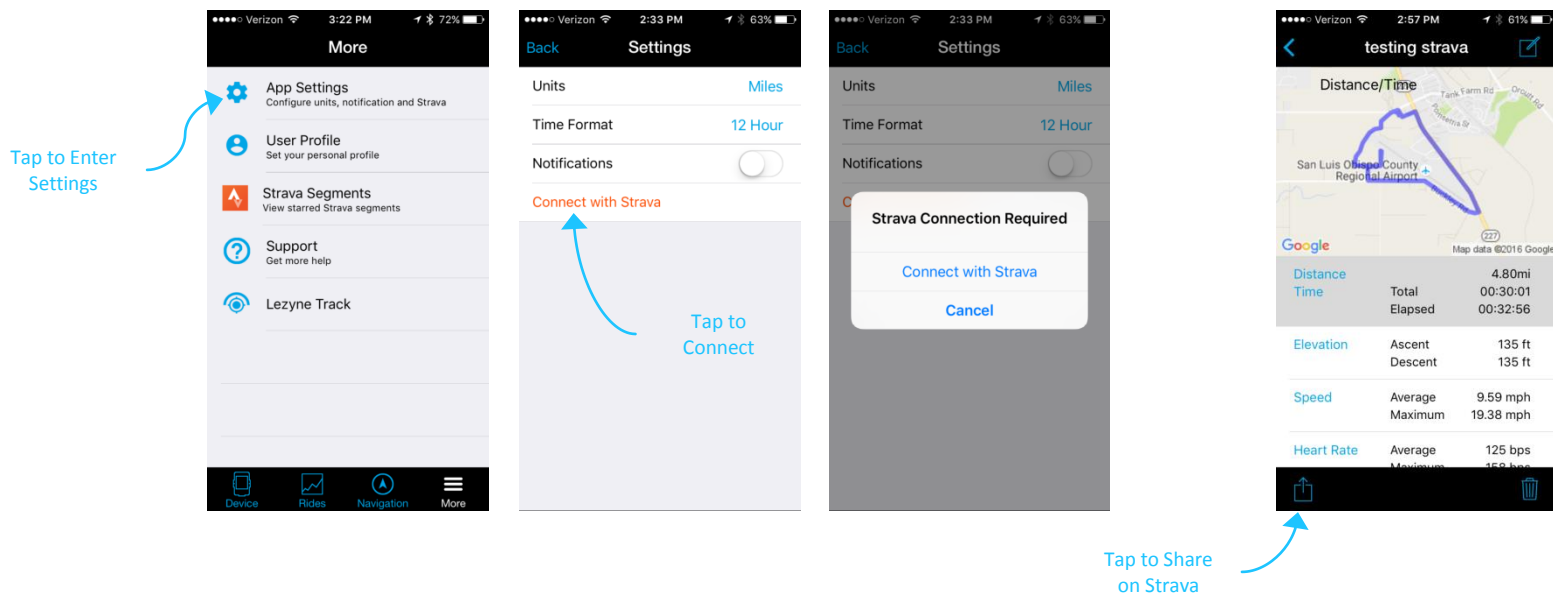 Tap to Enter
Settings
Verizon 3:22 PM 72%
More
App Settings
Configure units, notification and Strava
User Profile
Set your personal profile
Strava Segments
View starred Strava segments
Support
Get more help
Lezyne Track
Device Rides Navigation More
Verizon 2:33 PM 63%
Back Settings
Units Miles
Time Format 12 Hour
Notifications
Connect with Strava
Tap to
Connect
Verizon 2:33 PM 63%
Back Settings
Units Miles
Time Format 12 Hour
Notifications
C
Strava Connection Required
Connect with Strava
Cancel
Verizon 2:57 PM 61%
testing strava
Distance/Time
Tank Farm Rd
San Luis Obispo County
Regional Airport
Buckley Rd
227
Google
Map data ©2016 Google
Distance 4.80mi
Time Total 00:30:01
Elapsed 00:32:56
Elevation Ascent 135 ft
Descent 135 ft
Speed Average 9.59 mph
Maximum 19.38 mph
Heart Rate Average 125 bps
Maximum 158 bps
Tap to Share
on Strava